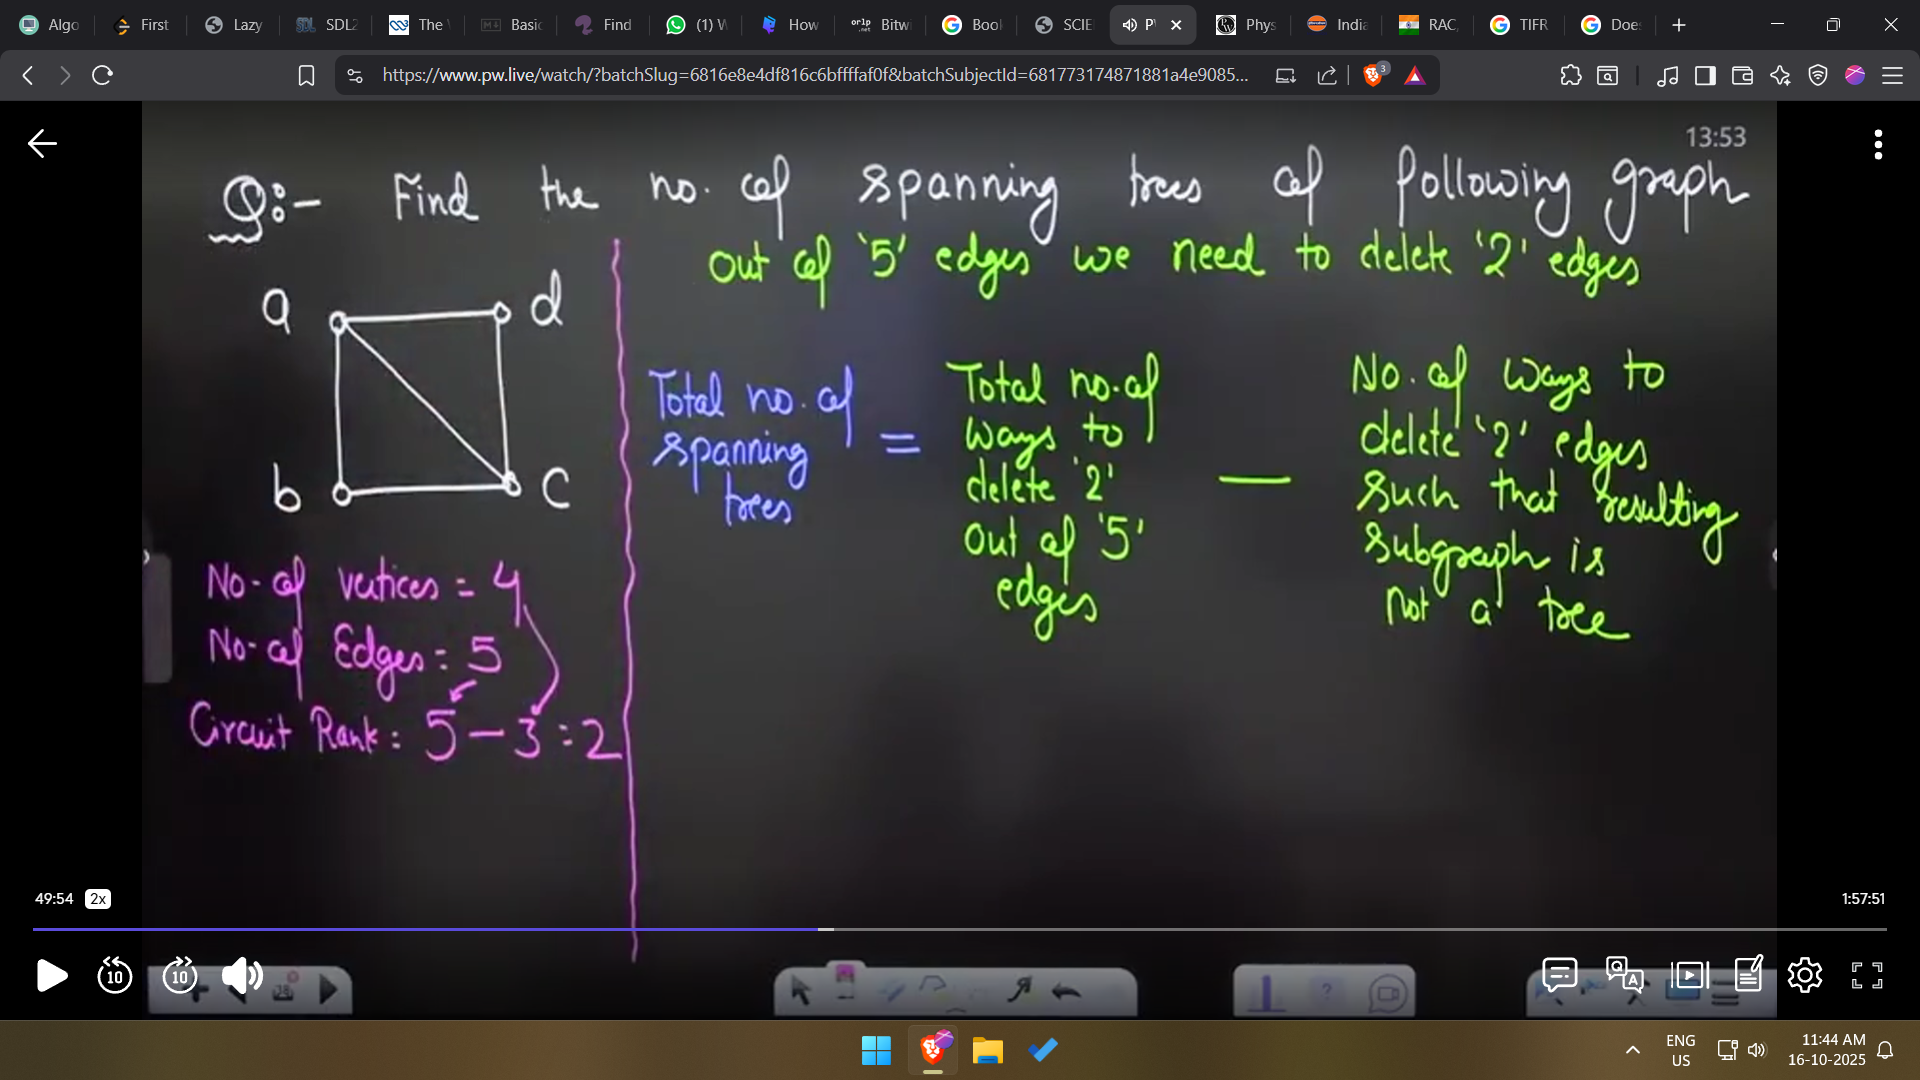 Algo
First
Lazy
SDL2
The
Basic
Find
(1)
How
Bitw
Boo
SCIE
Phys
India
RAC,
TIFR
Does
https://www.pw.live/watch/?batchSlug=6816e8e4df816c6bffffaf0f&batchSubjectId=681773174871881a4e9085...
3
13:53
Q:- Find the no. of spanning trees of following graph
out of '5' edges we need to delete '2' edges
a
d
b
c
No. of vertices = 4
No. of Edges = 5
Circuit Rank = 5 - 3 = 2
Total no. of
spanning
trees
=
Total no. of
ways to
delete '2'
out of '5'
edges
—
No. of ways to
delete '2' edges
such that resulting
subgraph is
not a tree
49:54
2x
1:57:51
10
10
ENG
US
11:44 AM
16-10-2025